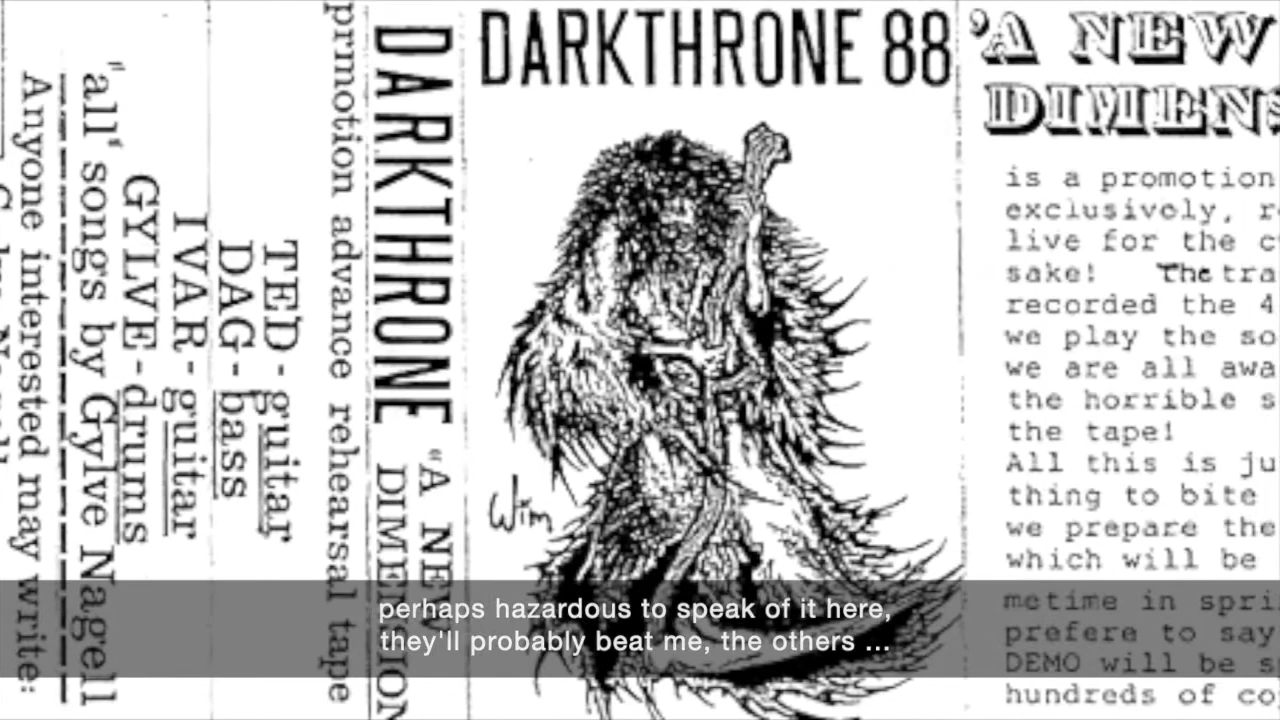 DARKTHRONE 88
Wim
DARKTHRONE "A NEW
DIMENSION
prmotion advance rehearsal tape
TED - guitar
DAG - bass
IVAR - guitar
GYLVE - drums
"all" songs by Gylve Nagell
Anyone interested may write:
'A NEW
DIMENS
is a promotion
exclusivoly, r
live for the c
sake! The tra
recorded the 4
we play the so
we are all awa
the horrible s
the tape!
All this is ju
thing to bite
we prepare the
which will be
metime in spri
prefere to say
DEMO will be s
hundreds of co
perhaps hazardous to speak of it here,
they'll probably beat me, the others ...